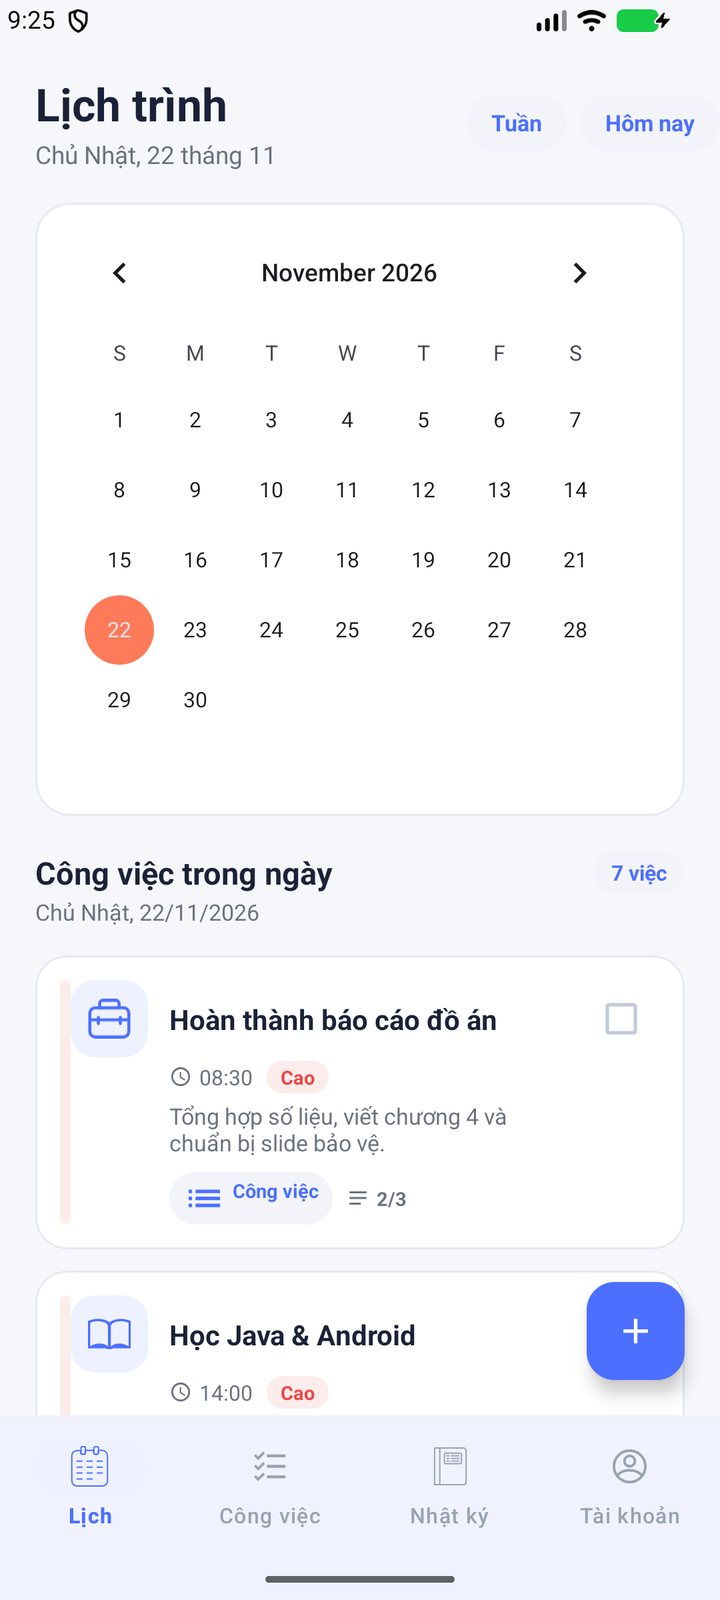 9:25
Lịch trình
Chủ Nhật, 22 tháng 11
Tuần
Hôm nay
November 2026
S M T W T F S
1 2 3 4 5 6 7
8 9 10 11 12 13 14
15 16 17 18 19 20 21
22 23 24 25 26 27 28
29 30
Công việc trong ngày
7 việc
Chủ Nhật, 22/11/2026
Hoàn thành báo cáo đồ án
08:30 Cao
Tổng hợp số liệu, viết chương 4 và
chuẩn bị slide bảo vệ.
Công việc 2/3
Học Java & Android
14:00 Cao
Lịch Công việc Nhật ký Tài khoản